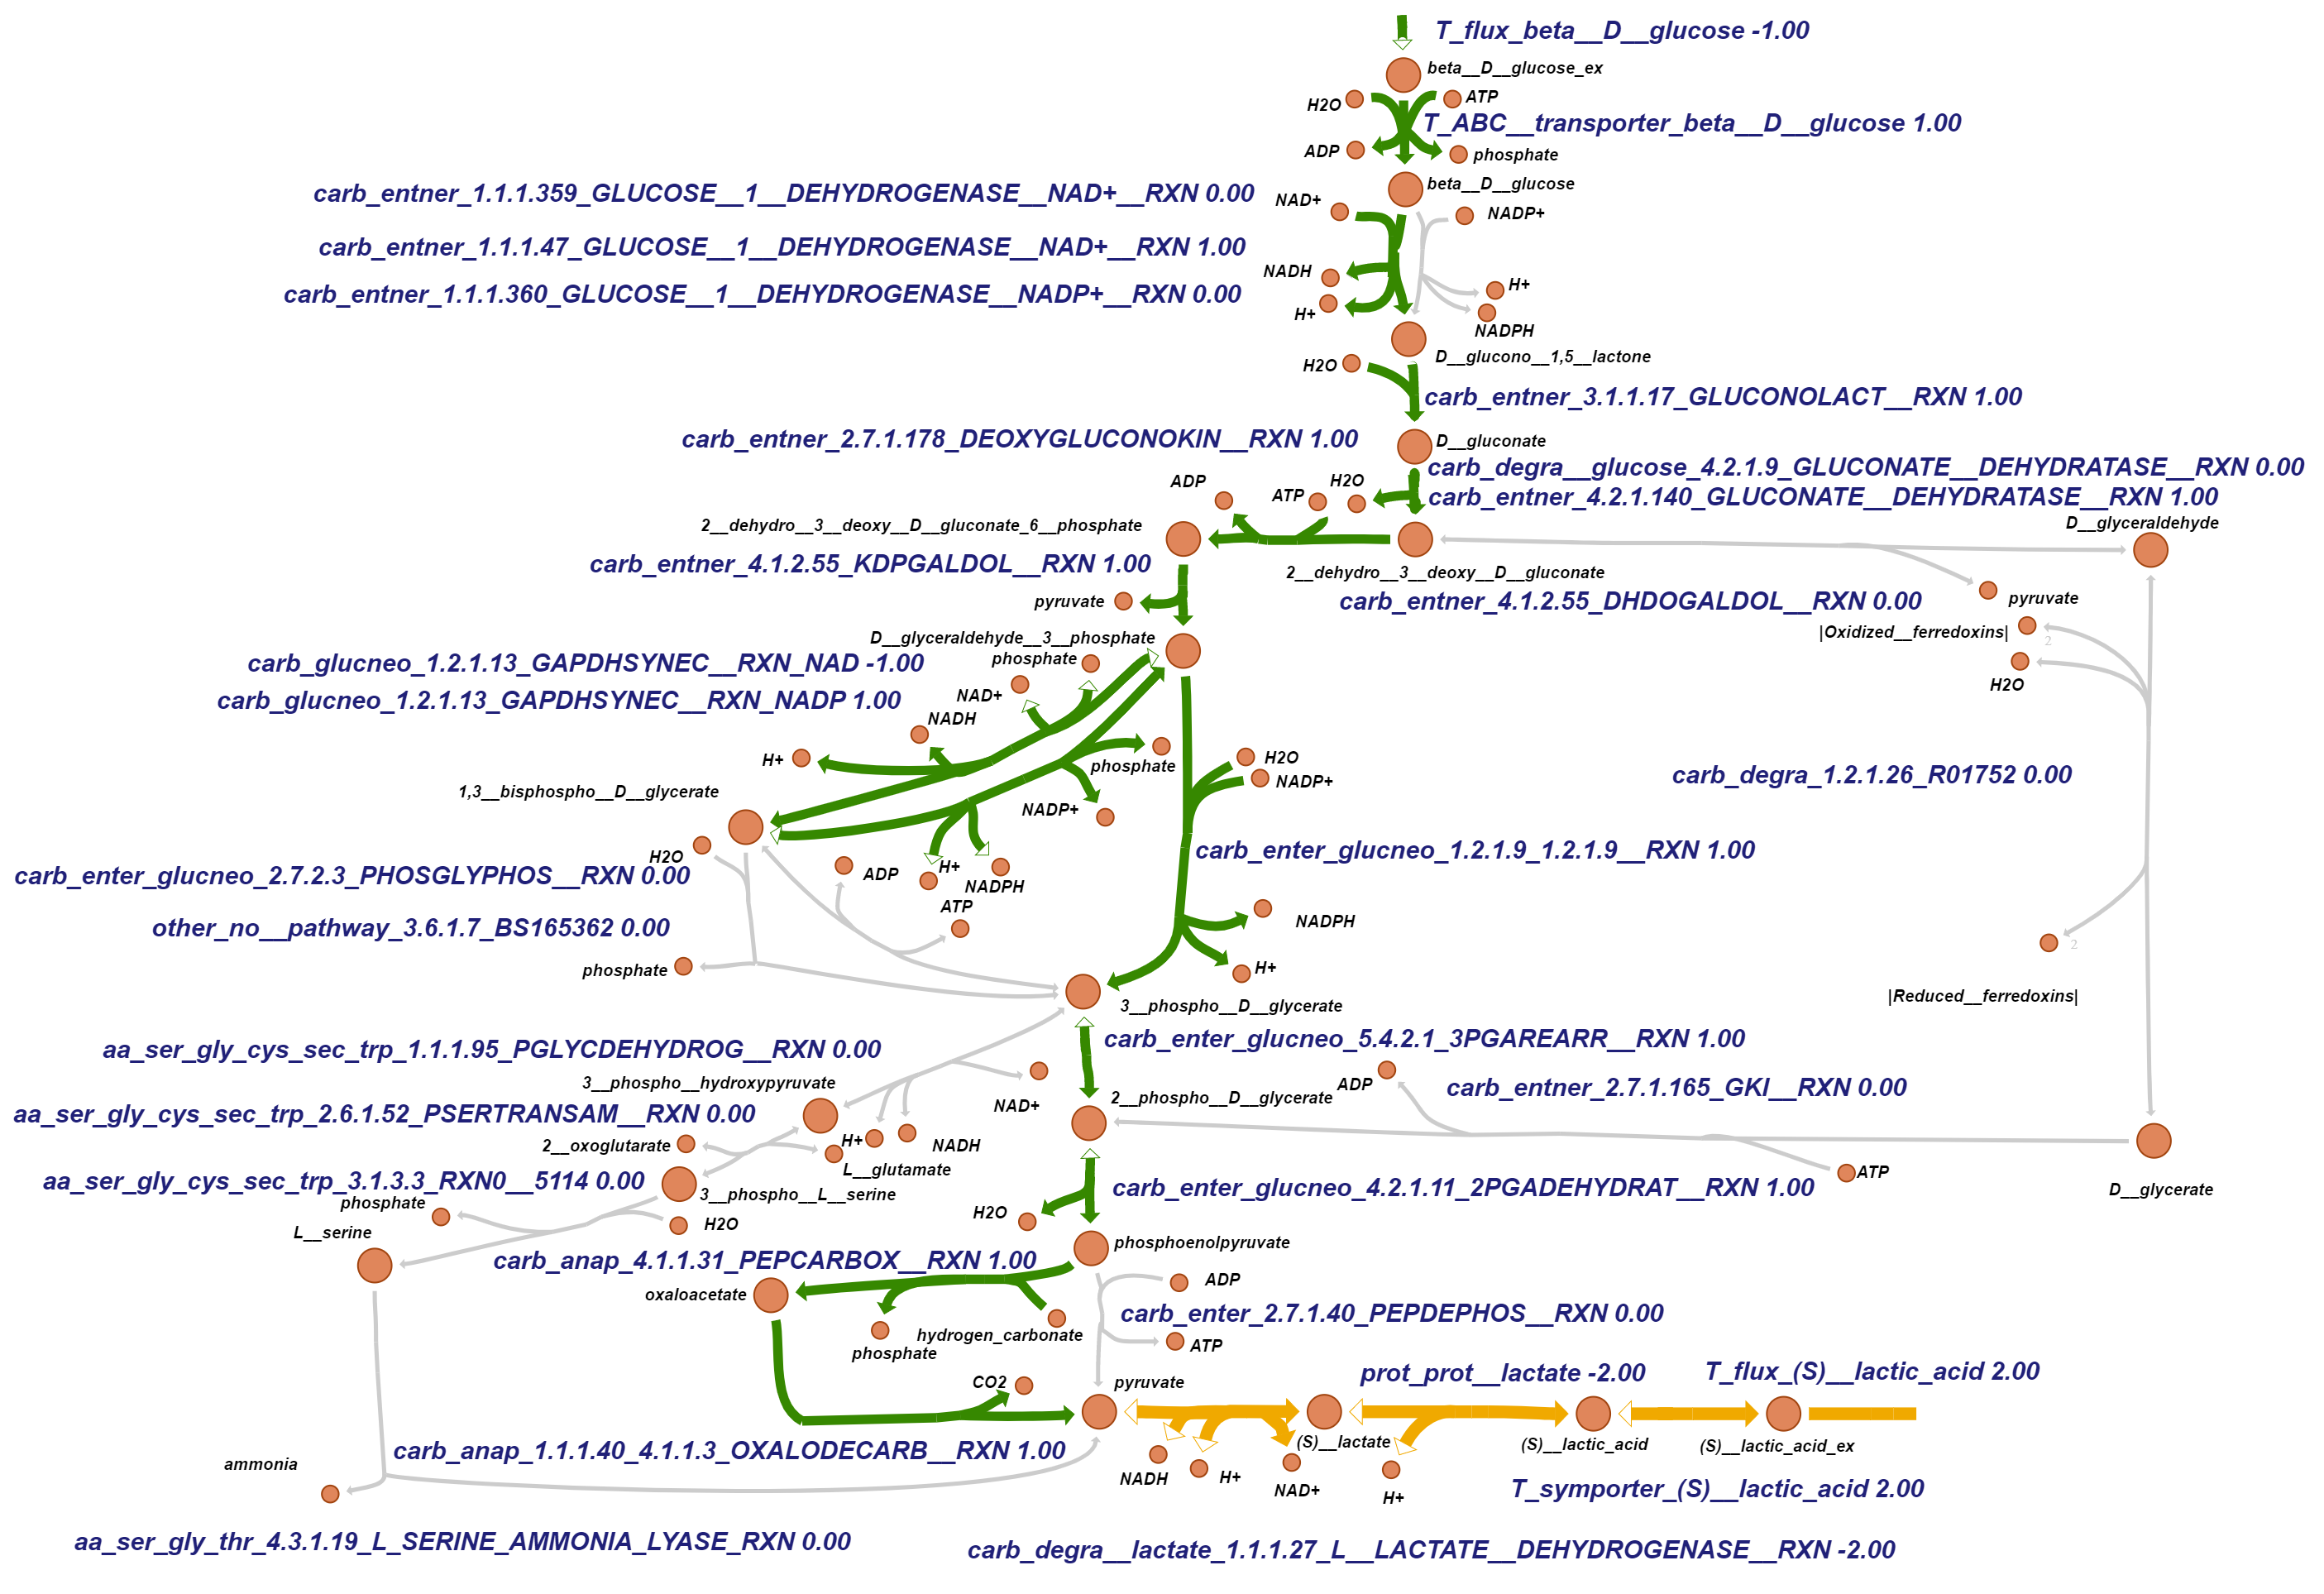 T_flux_beta__D__glucose -1.00
beta__D__glucose_ex
H2O
ATP
T_ABC__transporter_beta__D__glucose 1.00
ADP
phosphate
carb_entner_1.1.1.359_GLUCOSE__1__DEHYDROGENASE__NAD+__RXN 0.00
beta__D__glucose
NAD+
NADP+
carb_entner_1.1.1.47_GLUCOSE__1__DEHYDROGENASE__NAD+__RXN 1.00
NADH
H+
carb_entner_1.1.1.360_GLUCOSE__1__DEHYDROGENASE__NADP+__RXN 0.00
H+
NADPH
D__glucono__1,5__lactone
H2O
carb_entner_3.1.1.17_GLUCONOLACT__RXN 1.00
carb_entner_2.7.1.178_DEOXYGLUCONOKIN__RXN 1.00
D__gluconate
carb_degra__glucose_4.2.1.9_GLUCONATE__DEHYDRATASE__RXN 0.00
ADP
ATP
H2O
carb_entner_4.2.1.140_GLUCONATE__DEHYDRATASE__RXN 1.00
2__dehydro__3__deoxy__D__gluconate_6__phosphate
D__glyceraldehyde
carb_entner_4.1.2.55_KDPGALDOL__RXN 1.00
2__dehydro__3__deoxy__D__gluconate
pyruvate
carb_entner_4.1.2.55_DHDOGALDOL__RXN 0.00
pyruvate
D__glyceraldehyde__3__phosphate
|Oxidized__ferredoxins|
2
carb_glucneo_1.2.1.13_GAPDHSYNEC__RXN_NAD -1.00
phosphate
H2O
carb_glucneo_1.2.1.13_GAPDHSYNEC__RXN_NADP 1.00
NAD+
NADH
H+
phosphate
H2O
NADP+
carb_degra_1.2.1.26_R01752 0.00
1,3__bisphospho__D__glycerate
NADP+
H2O
carb_enter_glucneo_1.2.1.9_1.2.1.9__RXN 1.00
carb_enter_glucneo_2.7.2.3_PHOSGLYPHOS__RXN 0.00
ADP
H+
NADPH
ATP
NADPH
other_no__pathway_3.6.1.7_BS165362 0.00
2
phosphate
H+
3__phospho__D__glycerate
|Reduced__ferredoxins|
carb_enter_glucneo_5.4.2.1_3PGAREARR__RXN 1.00
aa_ser_gly_cys_sec_trp_1.1.1.95_PGLYCDEHYDROG__RXN 0.00
3__phospho__hydroxypyruvate
NAD+
2__phospho__D__glycerate
ADP
carb_entner_2.7.1.165_GKI__RXN 0.00
aa_ser_gly_cys_sec_trp_2.6.1.52_PSERTRANSAM__RXN 0.00
2__oxoglutarate
H+
NADH
L__glutamate
ATP
aa_ser_gly_cys_sec_trp_3.1.3.3_RXN0__5114 0.00
3__phospho__L__serine
carb_enter_glucneo_4.2.1.11_2PGADEHYDRAT__RXN 1.00
D__glycerate
phosphate
H2O
H2O
L__serine
phosphoenolpyruvate
carb_anap_4.1.1.31_PEPCARBOX__RXN 1.00
oxaloacetate
ADP
hydrogen_carbonate
carb_enter_2.7.1.40_PEPDEPHOS__RXN 0.00
phosphate
ATP
CO2
pyruvate
prot_prot__lactate -2.00
T_flux_(S)__lactic_acid 2.00
carb_anap_1.1.1.40_4.1.1.3_OXALODECARB__RXN 1.00
(S)__lactate
(S)__lactic_acid
(S)__lactic_acid_ex
ammonia
NADH
H+
NAD+
H+
T_symporter_(S)__lactic_acid 2.00
aa_ser_gly_thr_4.3.1.19_L_SERINE_AMMONIA_LYASE_RXN 0.00
carb_degra__lactate_1.1.1.27_L__LACTATE__DEHYDROGENASE__RXN -2.00